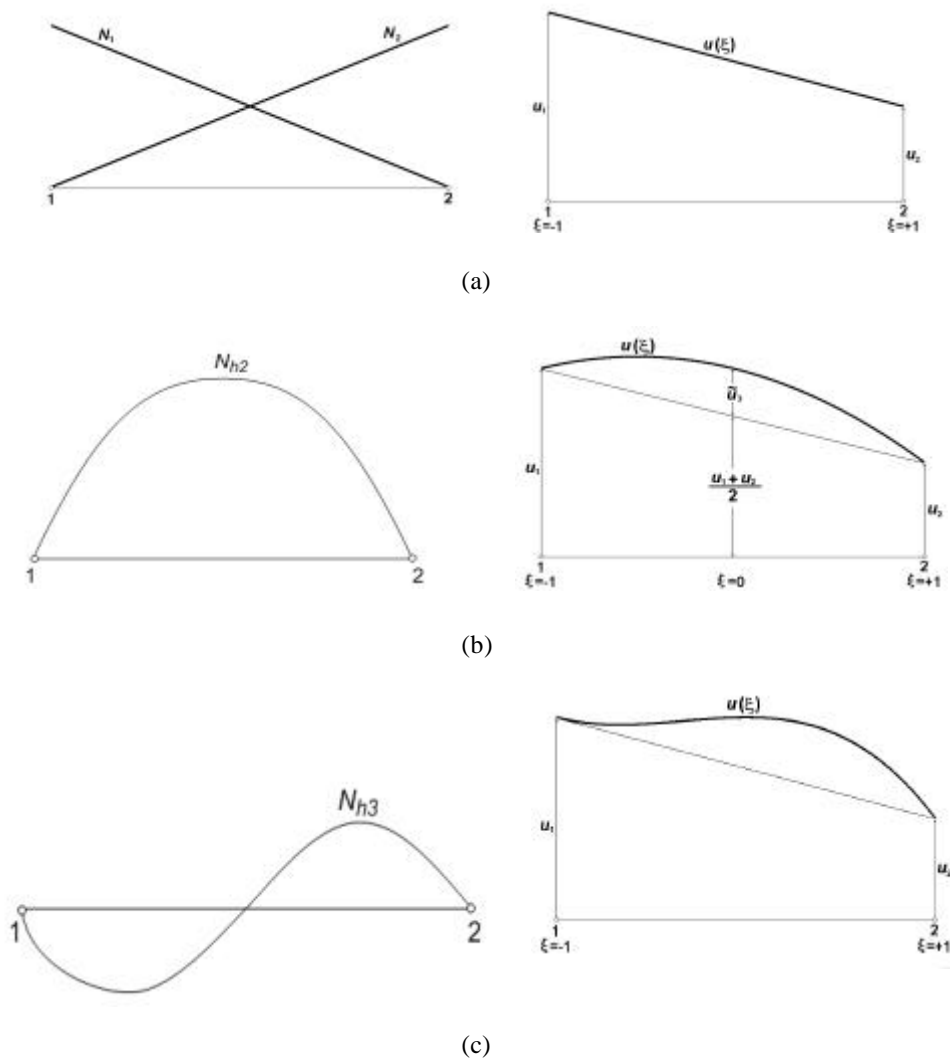 N₁ N₂
u(ξ)
u₁
u₂
1 2
1 2
ξ=-1 ξ=+1
(a)
N_h2
u(ξ)
ũ₃
u₁
u₁ + u₂
2
u₂
1 2
1 2
ξ=-1 ξ=0 ξ=+1
(b)
N_h3
u(ξ)
u₁
u₂
1 2
1 2
ξ=-1 ξ=+1
(c)